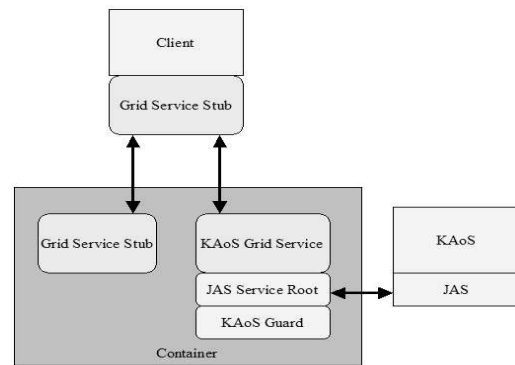 Client
Grid Service Stub
Grid Service Stub
KAoS Grid Service
JAS Service Root
KAoS Guard
Container
KAoS
JAS